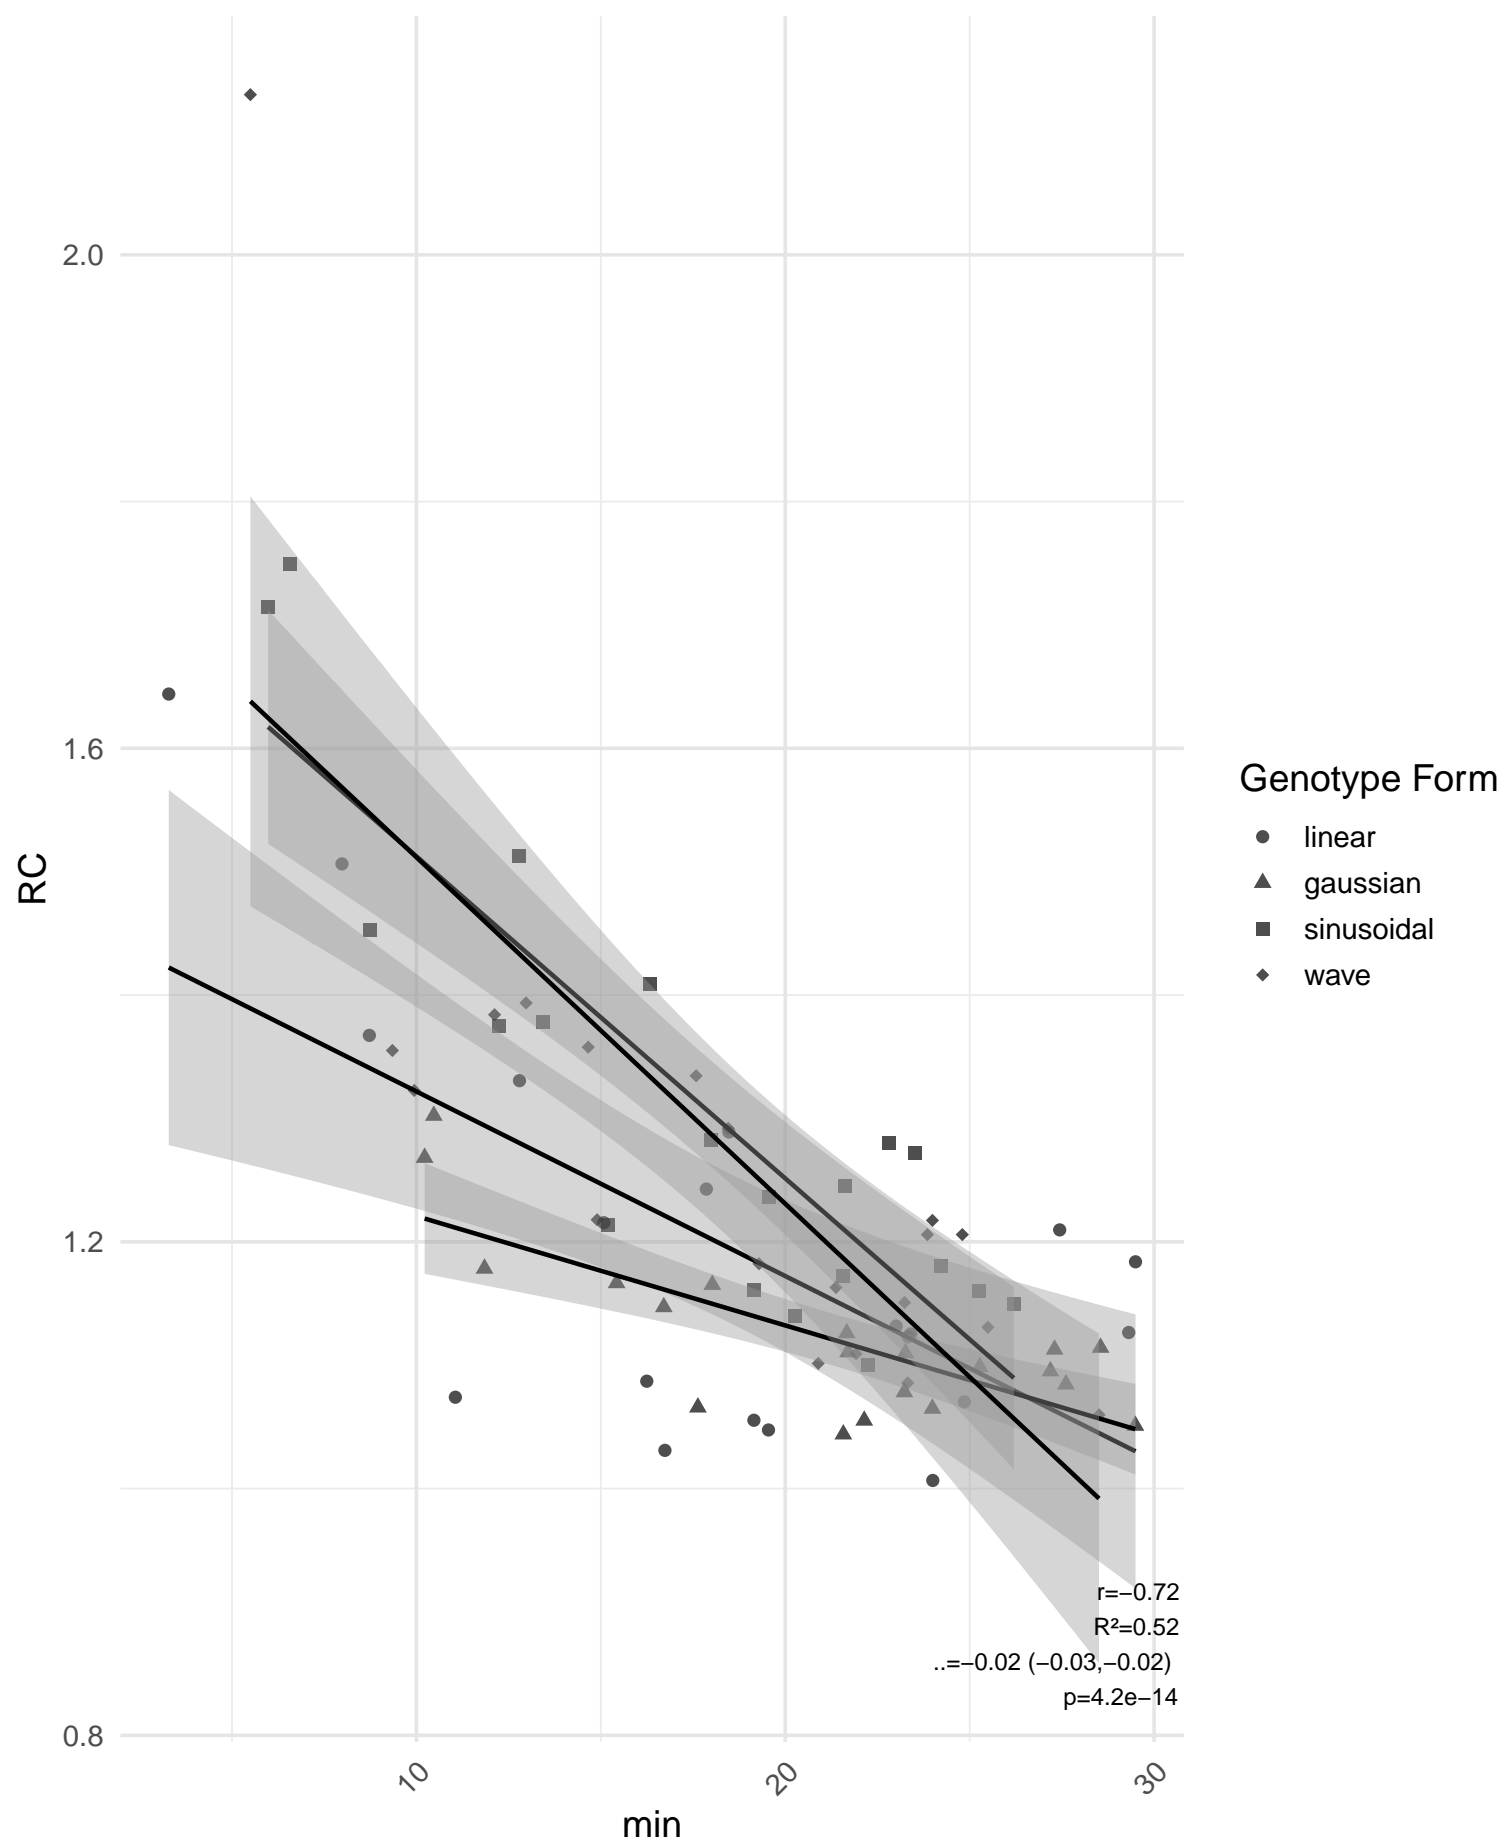 2.0
1.6
1.2
0.8
RC
10
20
30
min
Genotype Form
linear
gaussian
sinusoidal
wave
r=−0.72
R²=0.52
..=−0.02 (−0.03,−0.02)
p=4.2e−14